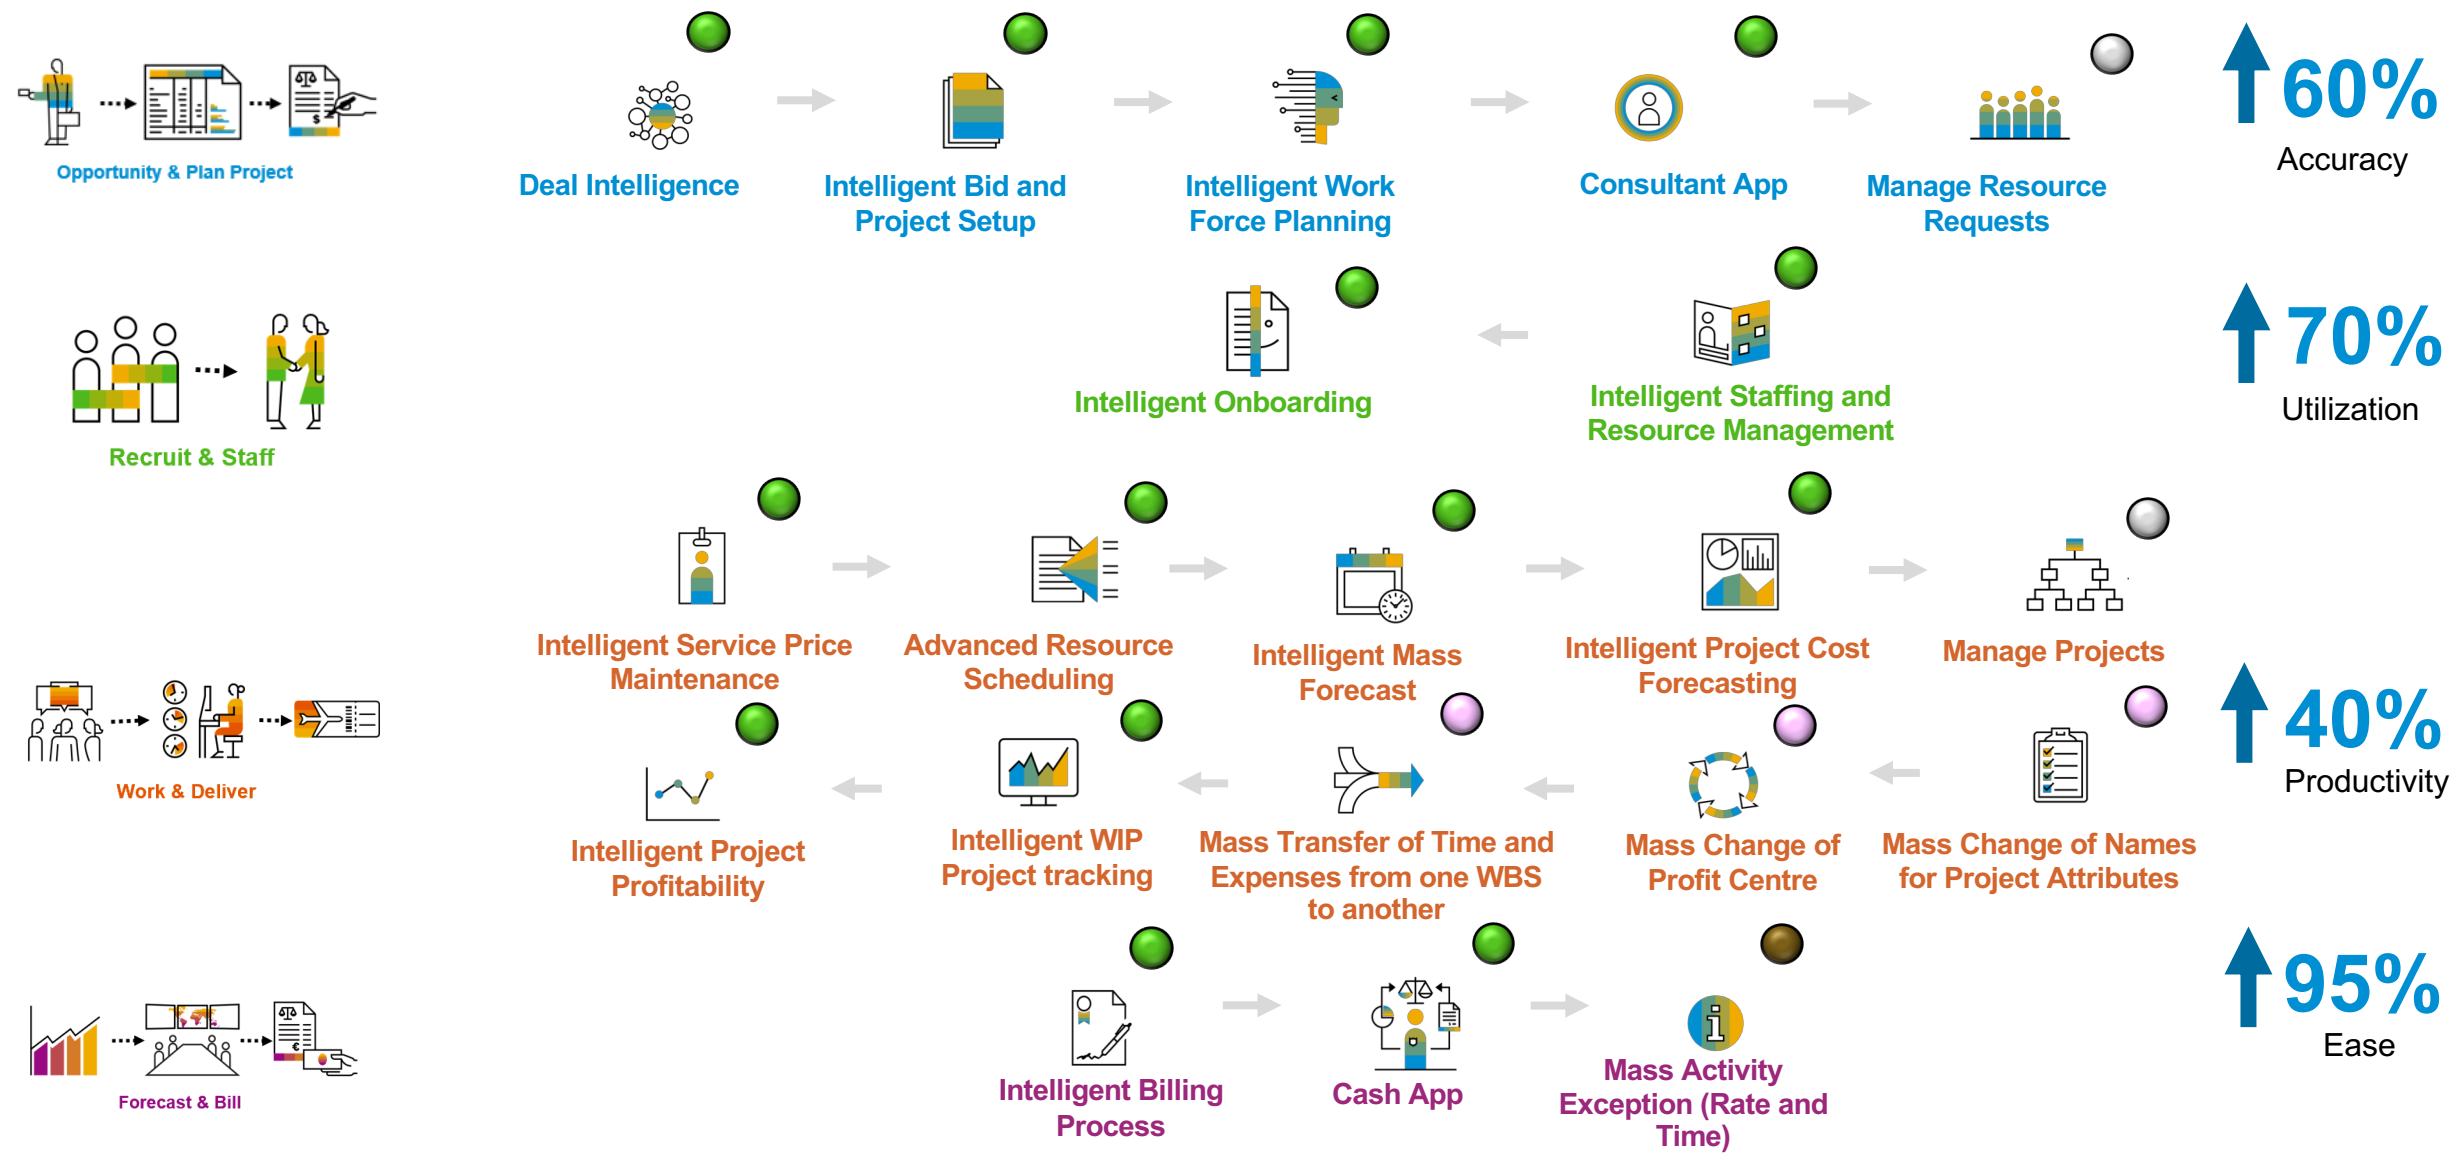 Opportunity & Plan Project
Deal Intelligence
Intelligent Bid and
Project Setup
Intelligent Work
Force Planning
Consultant App
Manage Resource
Requests
60%
Accuracy
Recruit & Staff
Intelligent Onboarding
Intelligent Staffing and
Resource Management
70%
Utilization
Work & Deliver
Intelligent Service Price
Maintenance
Advanced Resource
Scheduling
Intelligent Mass
Forecast
Intelligent Project Cost
Forecasting
Manage Projects
Intelligent Project
Profitability
Intelligent WIP
Project tracking
Mass Transfer of Time and
Expenses from one WBS
to another
Mass Change of
Profit Centre
Mass Change of Names
for Project Attributes
40%
Productivity
Forecast & Bill
Intelligent Billing
Process
Cash App
Mass Activity
Exception (Rate and
Time)
95%
Ease